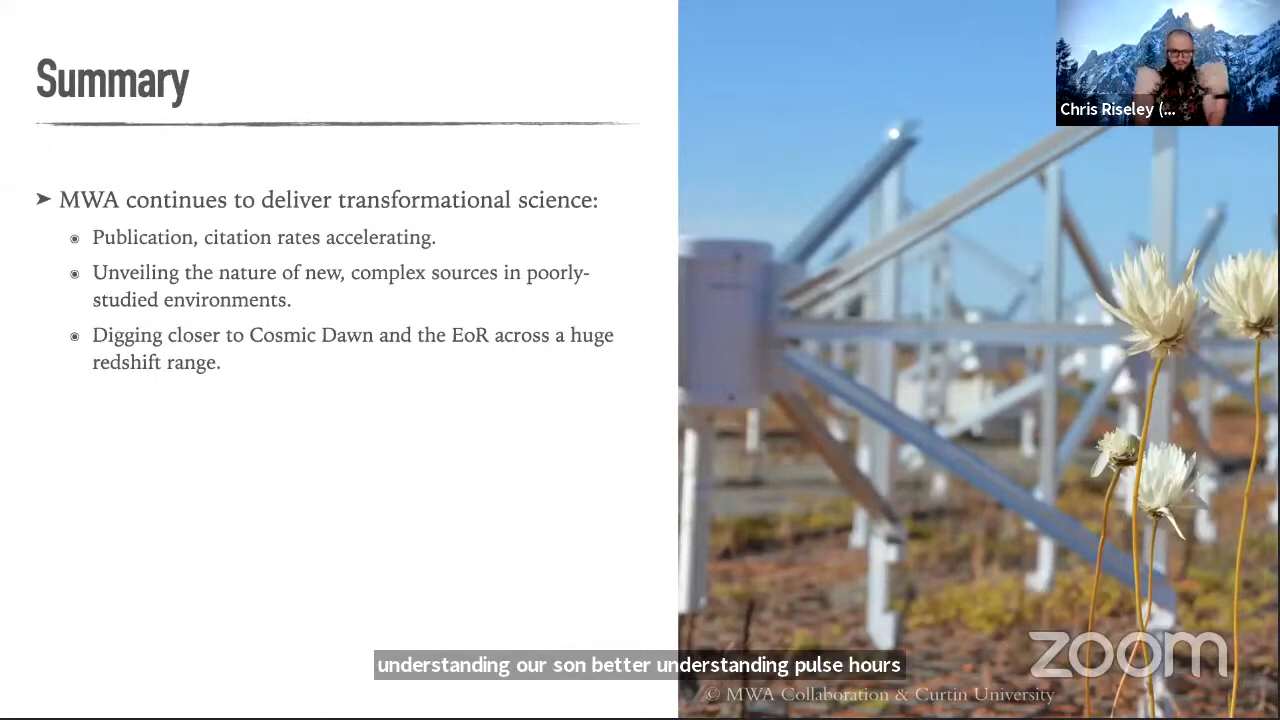 Summary
➤ MWA continues to deliver transformational science:
◉ Publication, citation rates accelerating.
◉ Unveiling the nature of new, complex sources in poorly-
studied environments.
◉ Digging closer to Cosmic Dawn and the EoR across a huge
redshift range.
Chris Riseley (...
understanding our son better understanding pulse hours
© MWA Collaboration & Curtin University
zoom